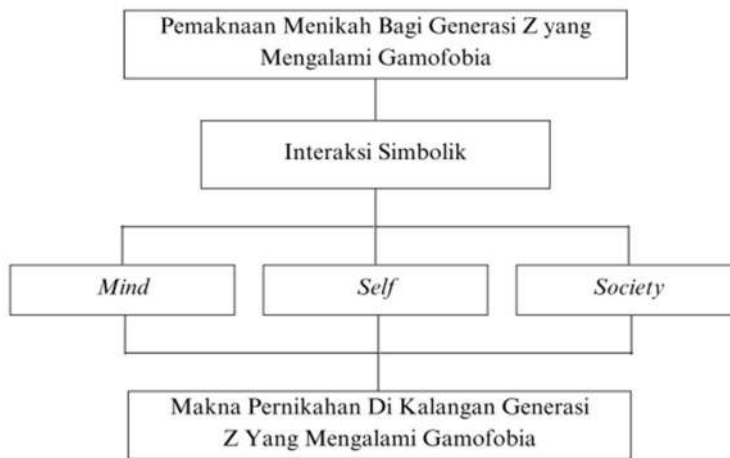 Pemaknaan Menikah Bagi Generasi Z yang
Mengalami Gamofobia
Interaksi Simbolik
Mind
Self
Society
Makna Pernikahan Di Kalangan Generasi
Z Yang Mengalami Gamofobia